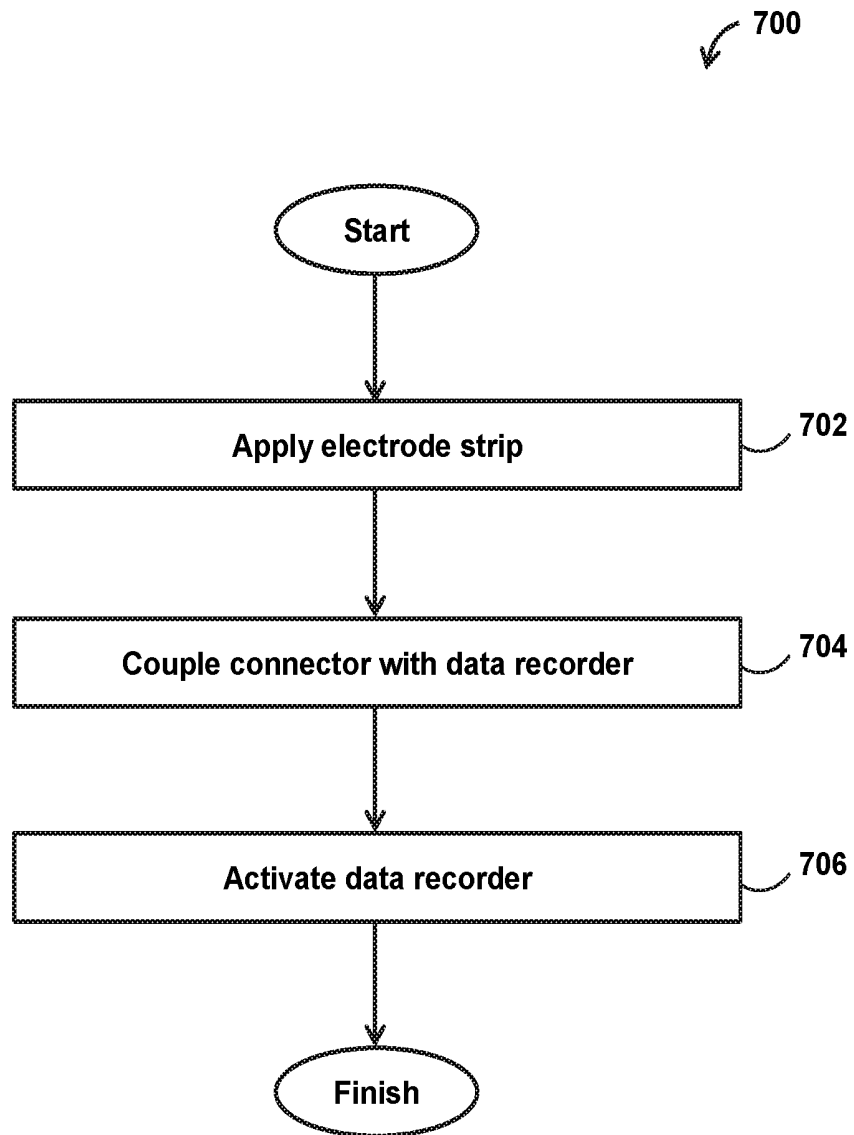 700
Start
Apply electrode strip
702
Couple connector with data recorder
704
Activate data recorder
706
Finish